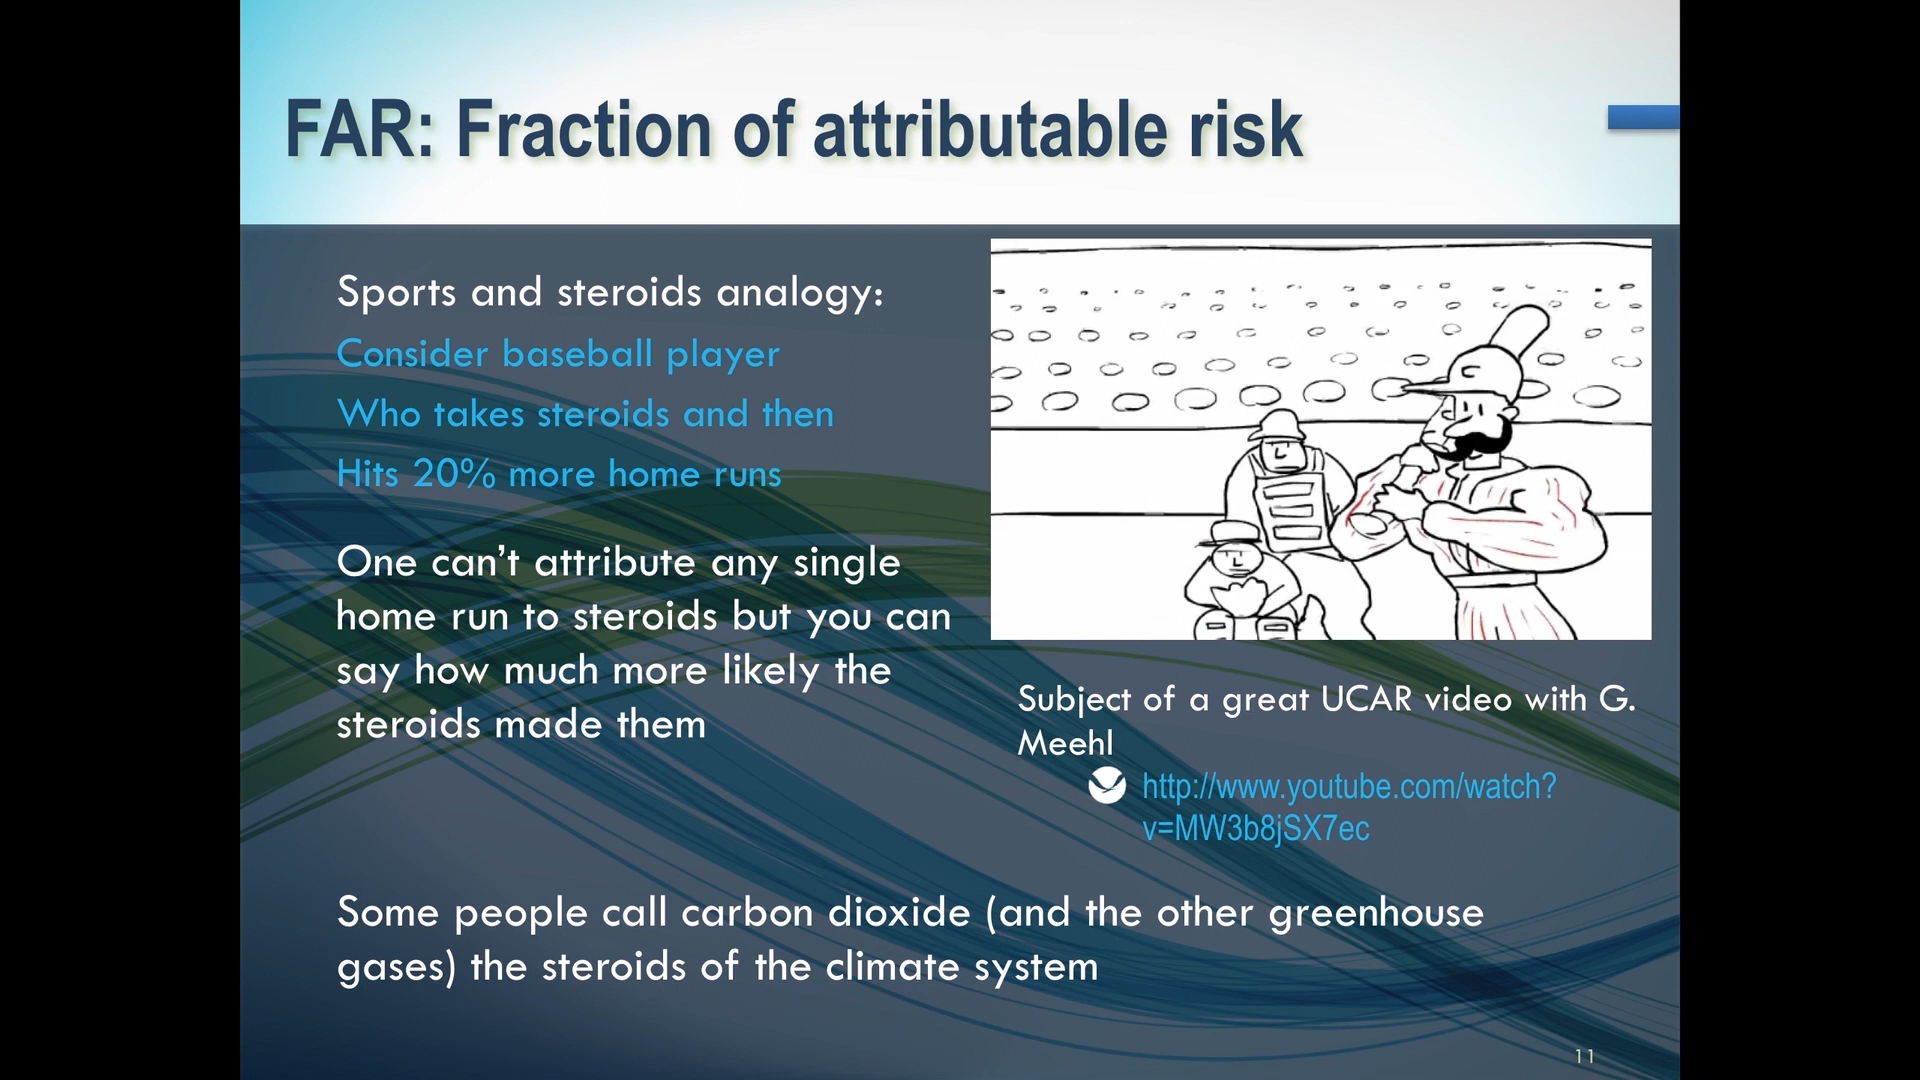 FAR: Fraction of attributable risk
Sports and steroids analogy:
Consider baseball player
Who takes steroids and then
Hits 20% more home runs
One can’t attribute any single
home run to steroids but you can
say how much more likely the
steroids made them
C
Subject of a great UCAR video with G.
Meehl
http://www.youtube.com/watch?
v=MW3b8jSX7ec
Some people call carbon dioxide (and the other greenhouse
gases) the steroids of the climate system
11